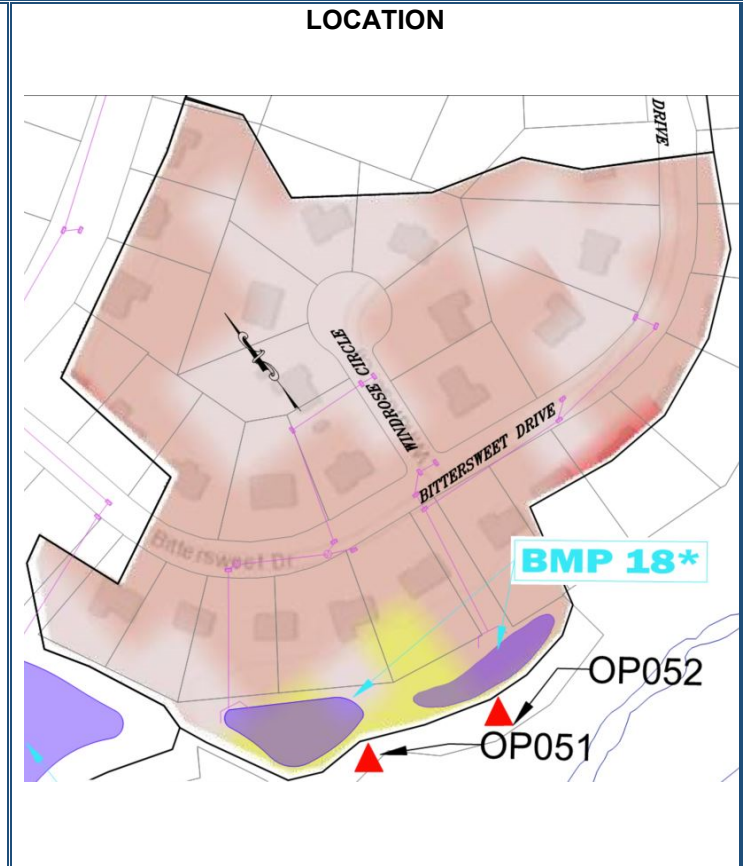 LOCATION
DRIVE
WINDROSE CIRCLE
BITTERSWEET DRIVE
Bittersweet Dr.
BMP 18*
OP052
OP051